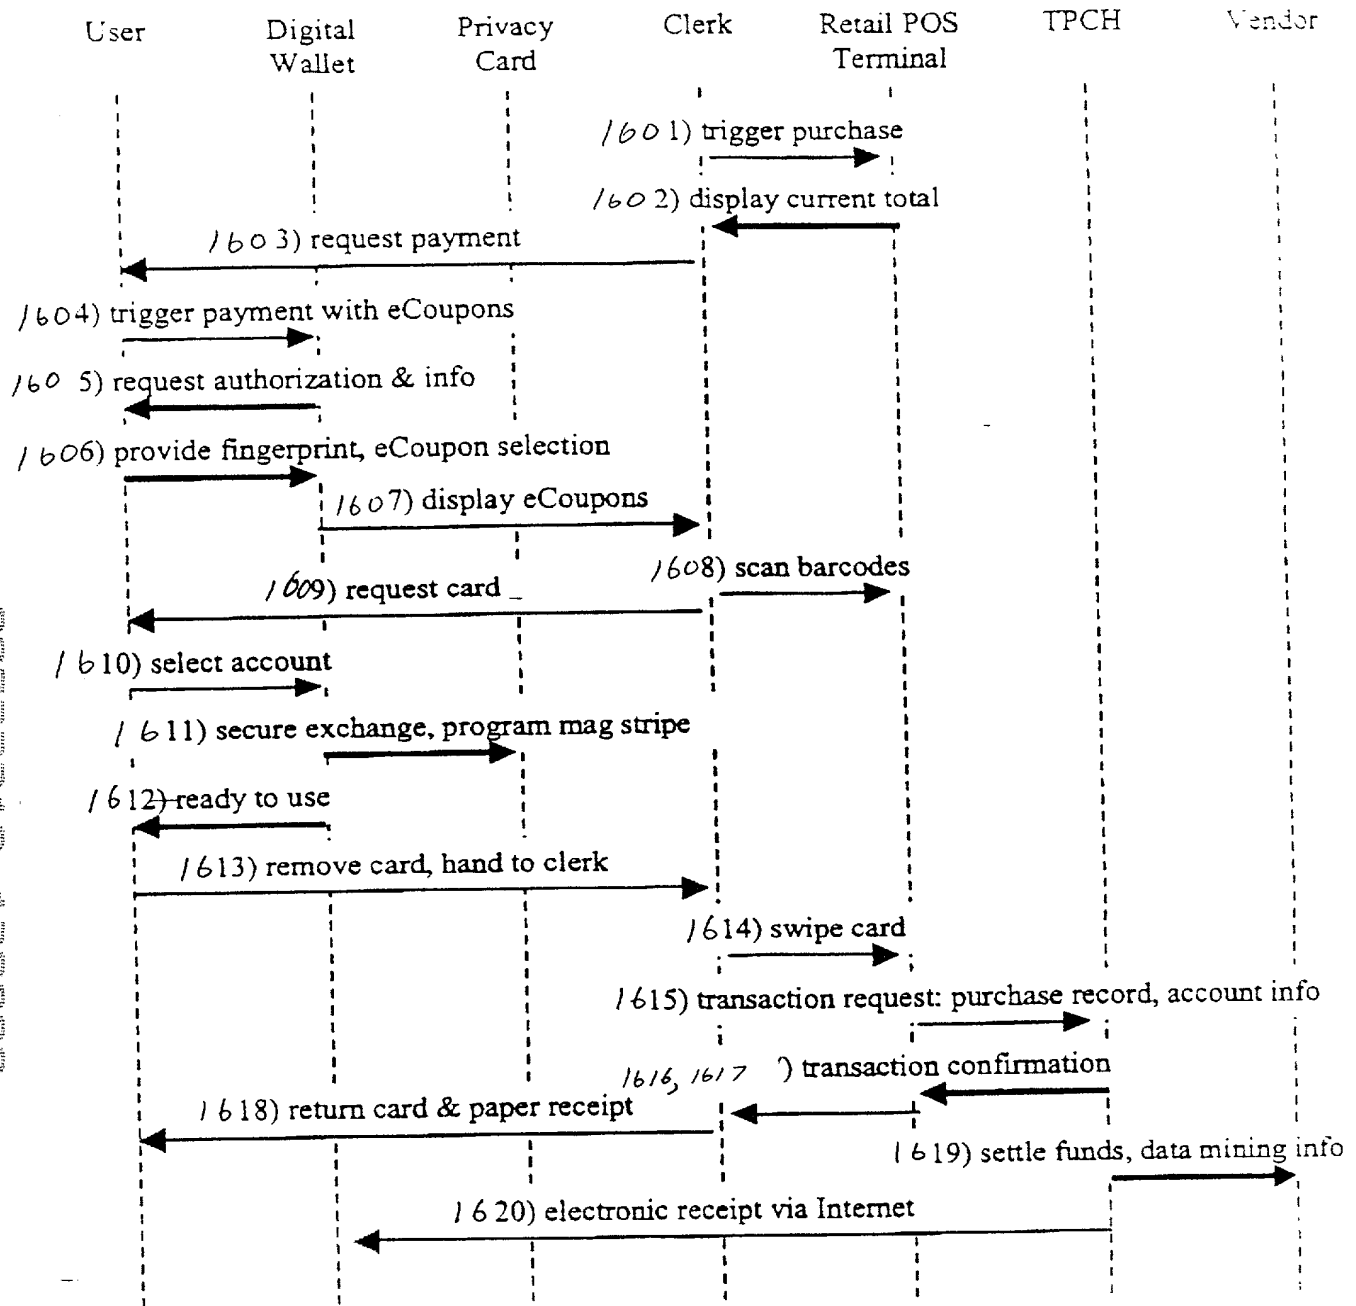 User Digital Privacy Clerk Retail POS TPCH Vendor
Wallet Card Terminal
1601) trigger purchase
1602) display current total
1603) request payment
1604) trigger payment with eCoupons
1605) request authorization & info
1606) provide fingerprint, eCoupon selection
1607) display eCoupons
1608) scan barcodes
1609) request card
1610) select account
1611) secure exchange, program mag stripe
1612) ready to use
1613) remove card, hand to clerk
1614) swipe card
1615) transaction request: purchase record, account info
1616, 1617 ) transaction confirmation
1618) return card & paper receipt
1619) settle funds, data mining info
1620) electronic receipt via Internet